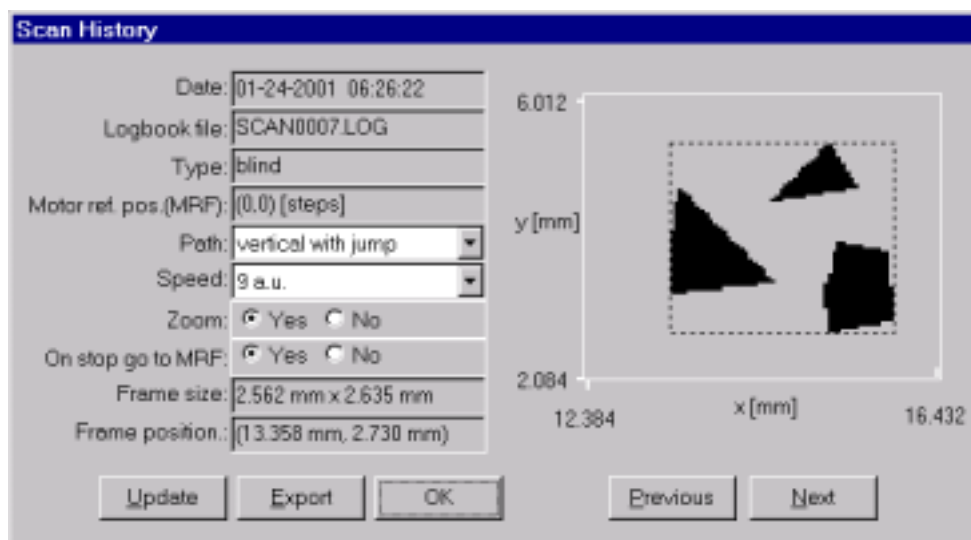 Scan History
Date: 01-24-2001 06:26:22
Logbook file: SCAN0007.LOG
Type: blind
Motor ref. pos.(MRF): (0,0) [steps]
Path: vertical with jump
Speed: 9 a.u.
Zoom: Yes No
On stop go to MRF: Yes No
Frame size: 2.562 mm x 2.635 mm
Frame position.: (13.358 mm, 2.730 mm)
6.012
y [mm]
2.084
12.384
x [mm]
16.432
Update Export OK Previous Next